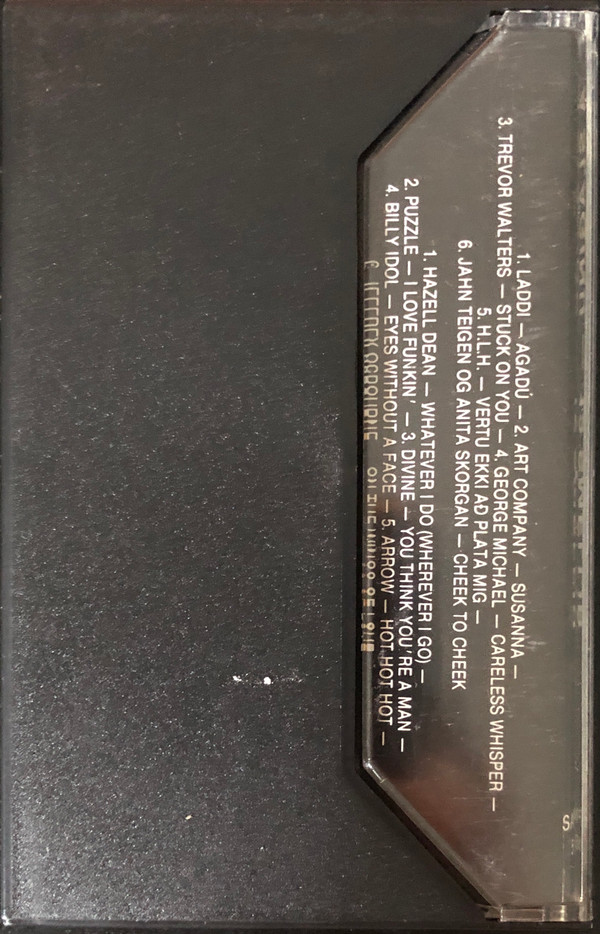 1. LADDI — AGADÚ — 2. ART COMPANY — SUSANNA —
3. TREVOR WALTERS — STUCK ON YOU — 4. GEORGE MICHAEL — CARELESS WHISPER —
5. H.L.H. — VERTU EKKI AÐ PLATA MIG —
6. JAHN TEIGEN OG ANITA SKORGAN — CHEEK TO CHEEK
1. HAZELL DEAN — WHATEVER I DO (WHEREVER I GO) —
2. PUZZLE — I LOVE FUNKIN' — 3. DIVINE — YOU THINK YOU'RE A MAN —
4. BILLY IDOL — EYES WITHOUT A FACE — 5. ARROW — HOT HOT HOT —